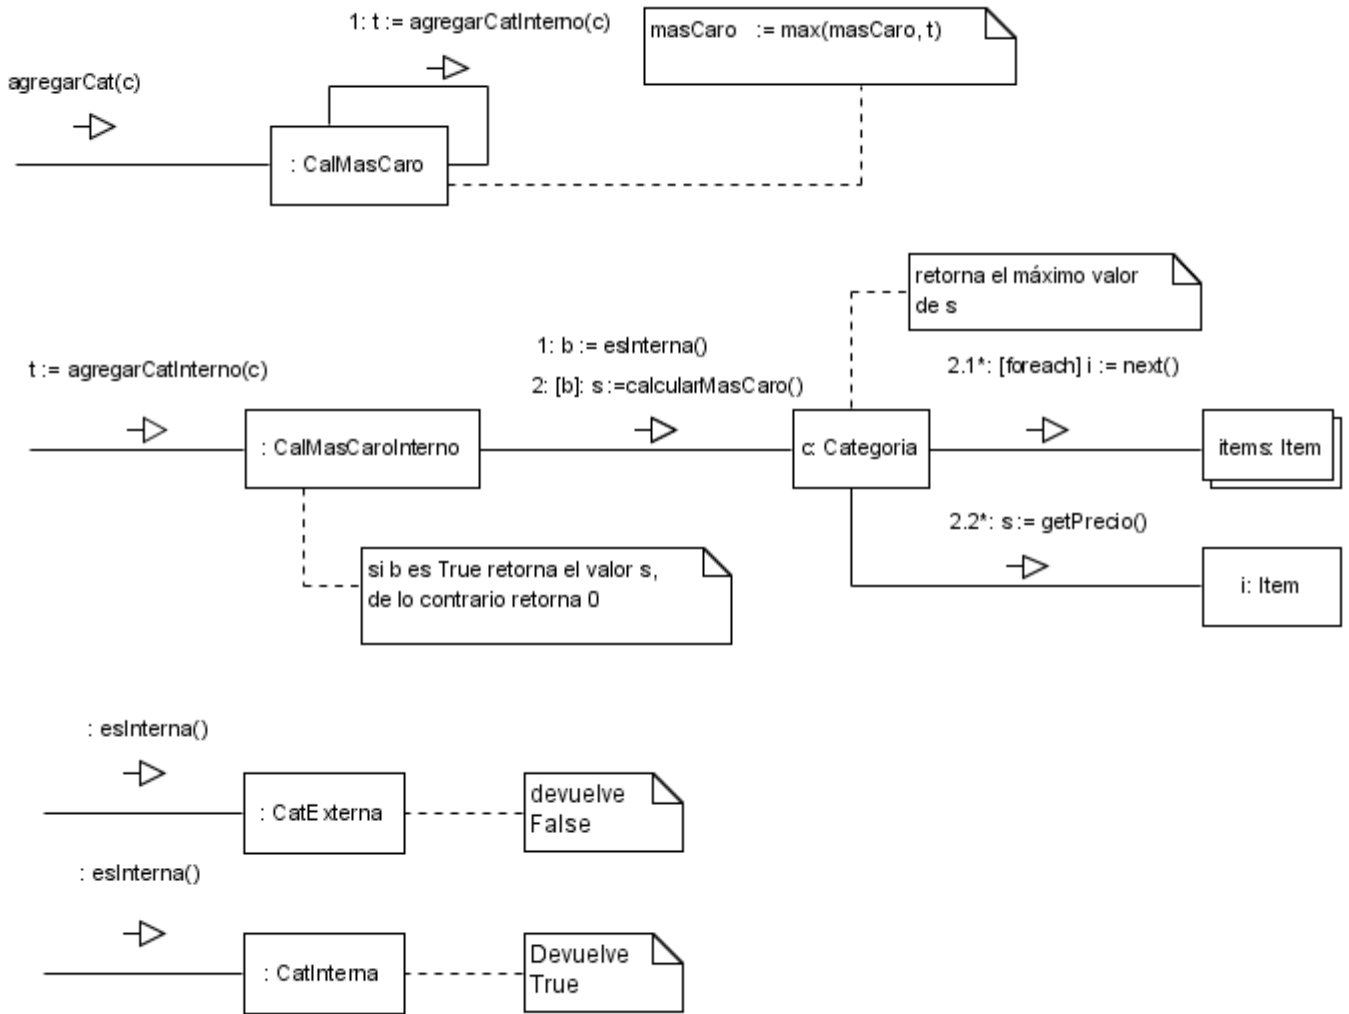 1: t := agregarCatInterno(c)
masCaro := max(masCaro, t)
agregarCat(c)
: CalMasCaro
retorna el máximo valor
de s
1: b := esInterna()
2.1*: [foreach] i := next()
t := agregarCatInterno(c)
2: [b]: s :=calcularMasCaro()
: CalMasCaroInterno
c: Categoria
items: Item
2.2*: s := getPrecio()
si b es True retorna el valor s,
de lo contrario retorna 0
i: Item
: esInterna()
: CatExterna
devuelve
False
: esInterna()
: CatInterna
Devuelve
True